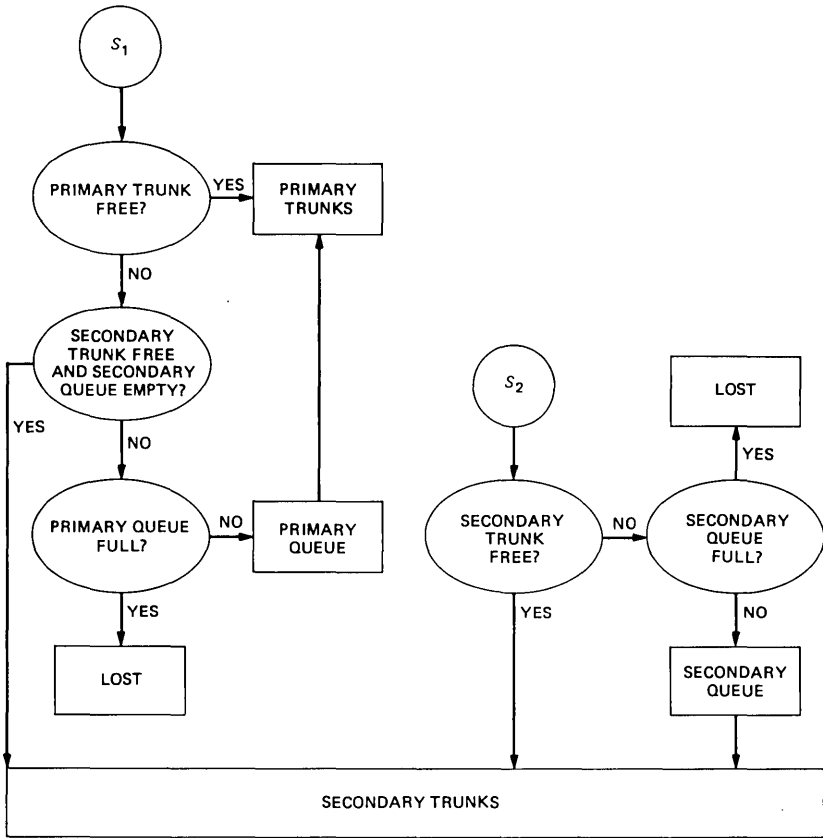 S1
PRIMARY TRUNK
FREE?
YES
PRIMARY
TRUNKS
NO
SECONDARY
TRUNK FREE
AND SECONDARY
QUEUE EMPTY?
YES
NO
PRIMARY QUEUE
FULL?
NO
PRIMARY
QUEUE
YES
LOST
S2
LOST
YES
SECONDARY
TRUNK
FREE?
NO
SECONDARY
QUEUE
FULL?
YES
NO
SECONDARY
QUEUE
SECONDARY TRUNKS